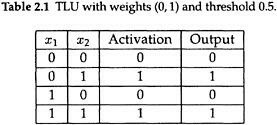 Table 2.1 TLU with weights (0,1) and threshold 0.5.
x₁ x₂ Activation Output
0 0 0 0
0 1 1 1
1 0 0 0
1 1 1 1